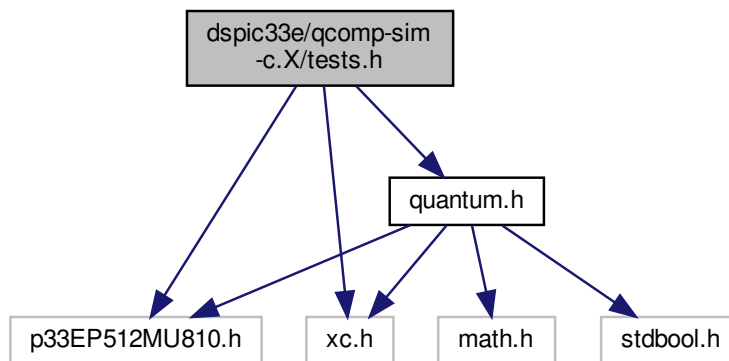 dspic33e/qcomp-sim
-c.X/tests.h
quantum.h
p33EP512MU810.h
xc.h
math.h
stdbool.h